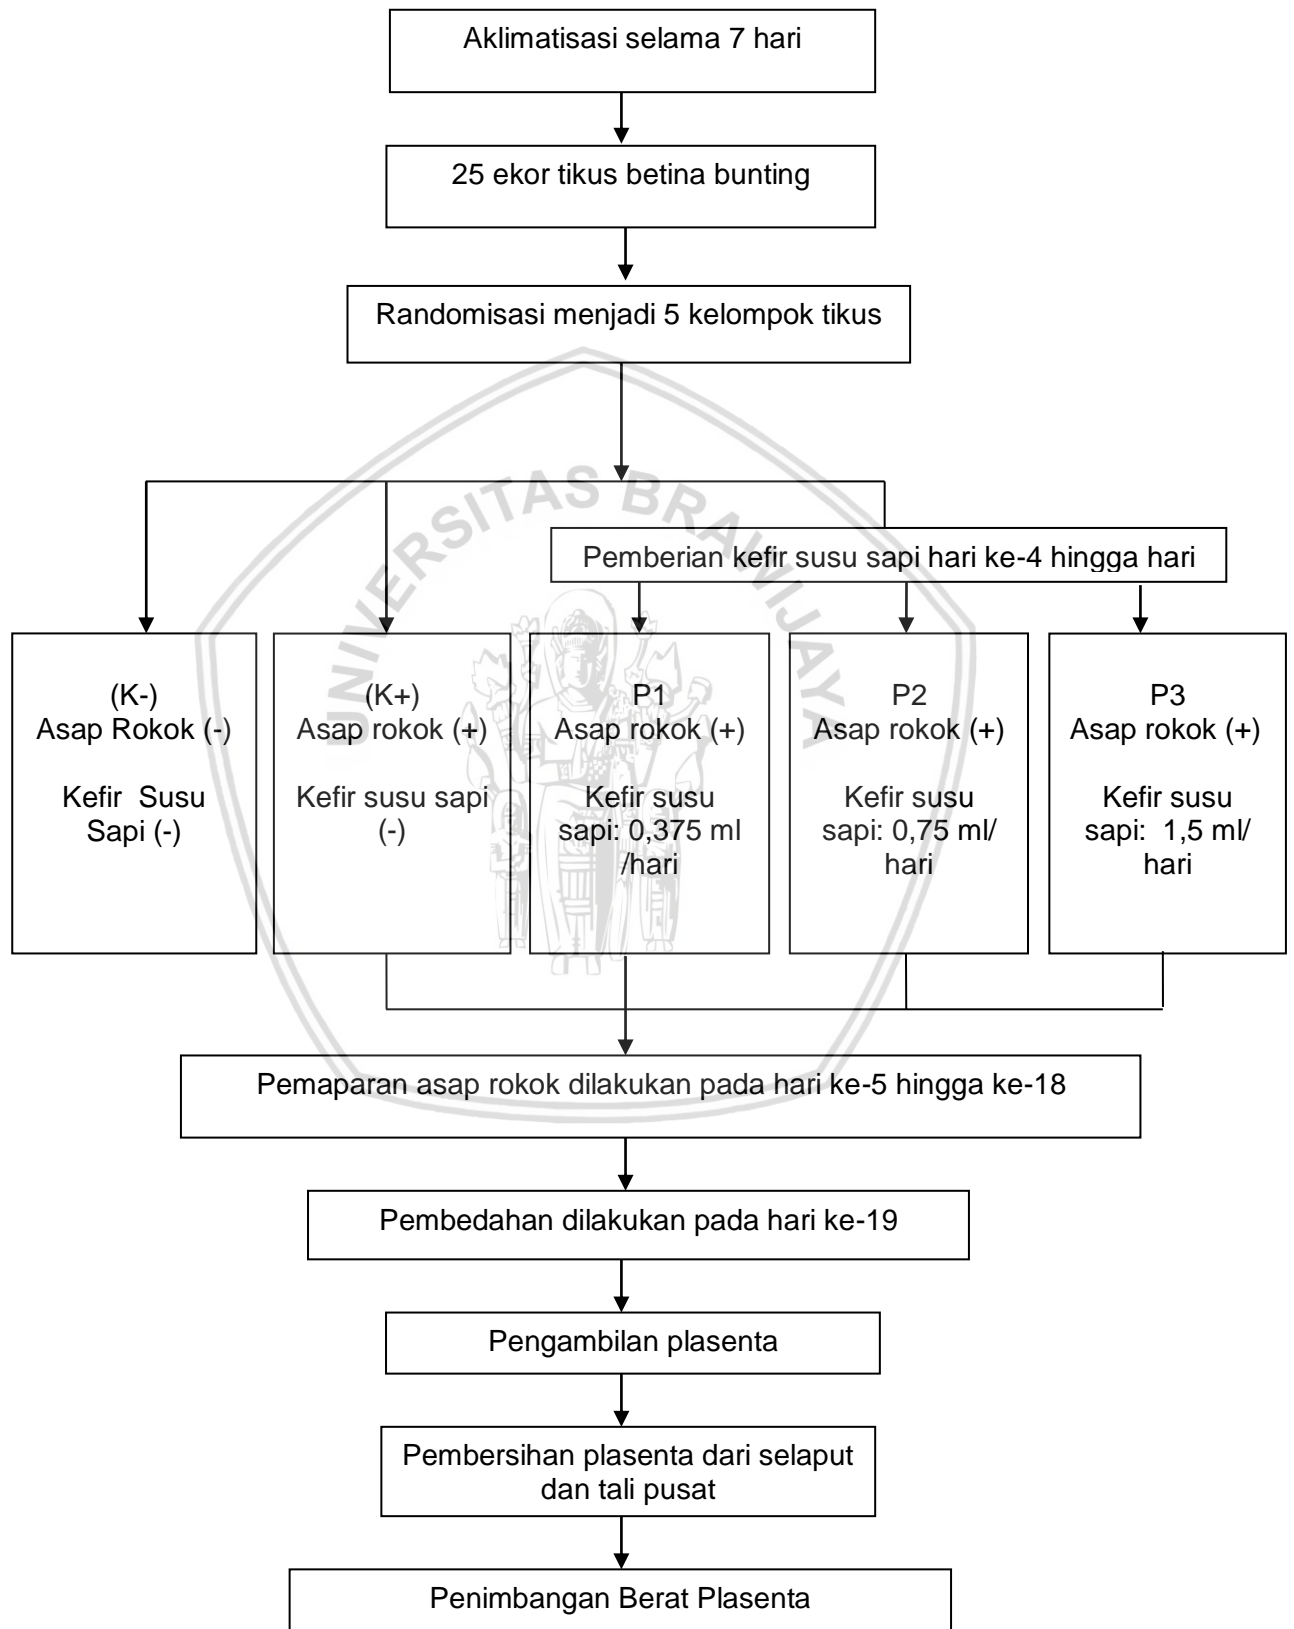 Aklimatisasi selama 7 hari
25 ekor tikus betina bunting
Randomisasi menjadi 5 kelompok tikus
UNIVERSITAS BRAWIJAYA
Pemberian kefir susu sapi hari ke-4 hingga hari
(K-)
Asap Rokok (-)
Kefir  Susu
Sapi (-)
(K+)
Asap rokok (+)
Kefir susu sapi
(-)
P1
Asap rokok (+)
Kefir susu
sapi: 0,375 ml
/hari
P2
Asap rokok (+)
Kefir susu
sapi: 0,75 ml/
hari
P3
Asap rokok (+)
Kefir susu
sapi:  1,5 ml/
hari
Pemaparan asap rokok dilakukan pada hari ke-5 hingga ke-18
Pembedahan dilakukan pada hari ke-19
Pengambilan plasenta
Pembersihan plasenta dari selaput
dan tali pusat
Penimbangan Berat Plasenta